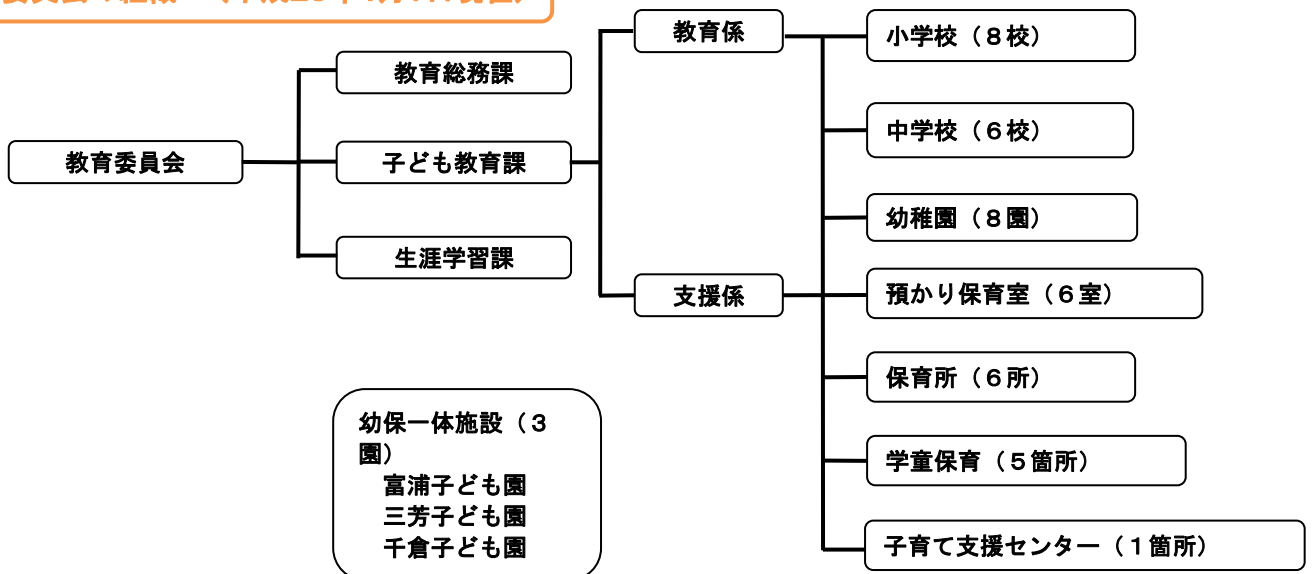 教育係
小学校（８校）
教育総務課
中学校（６校）
教育委員会
子ども教育課
幼稚園（８園）
生涯学習課
支援係
預かり保育室（６室）
保育所（６所）
幼保一体施設（３
園）
富浦子ども園
三芳子ども園
千倉子ども園
学童保育（５箇所）
子育て支援センター（１箇所）